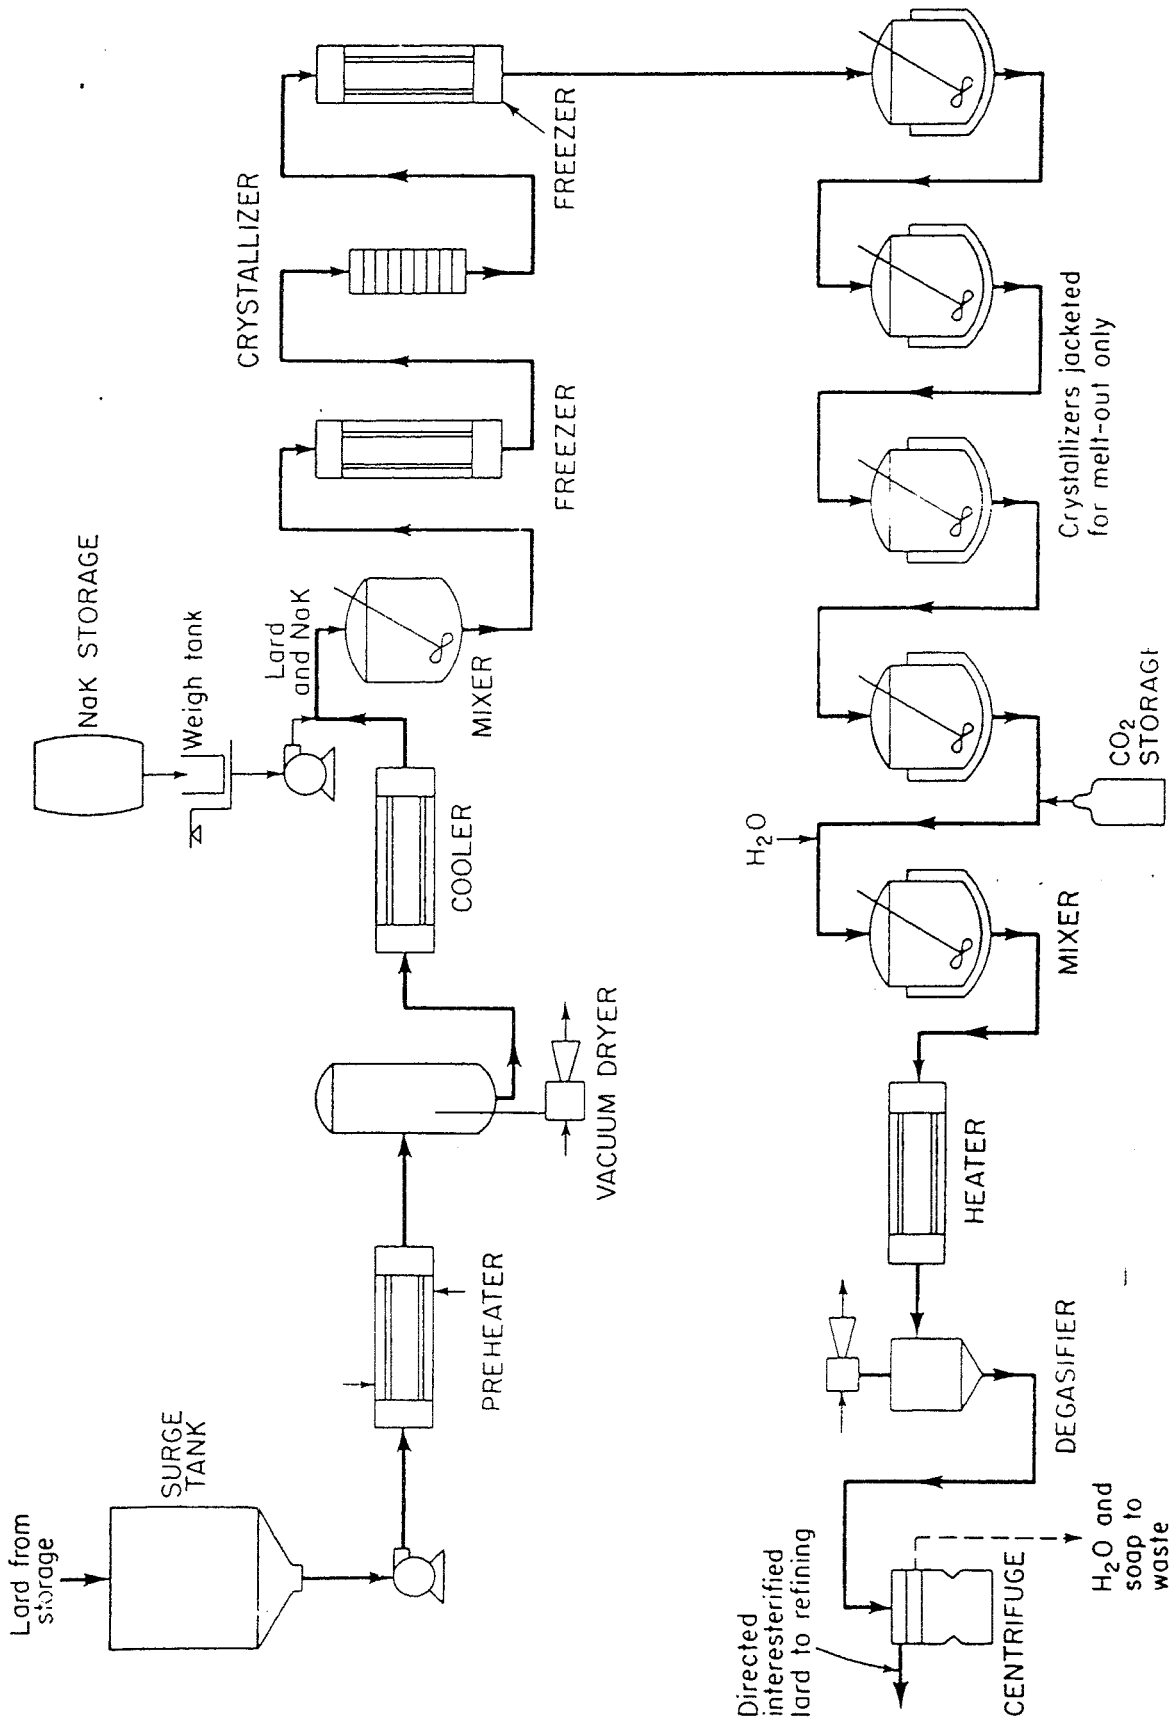 Lard from
storage
SURGE
TANK
PREHEATER
VACUUM DRYER
COOLER
NaK STORAGE
Weigh tank
Lard
and NaK
MIXER
FREEZER
CRYSTALLIZER
FREEZER
Crystallizers jacketed
for melt-out only
CO2
STORAGE
H2O
MIXER
HEATER
DEGASIFIER
CENTRIFUGE
H2O and
soap to
waste
Directed
interesterified
lard to refining